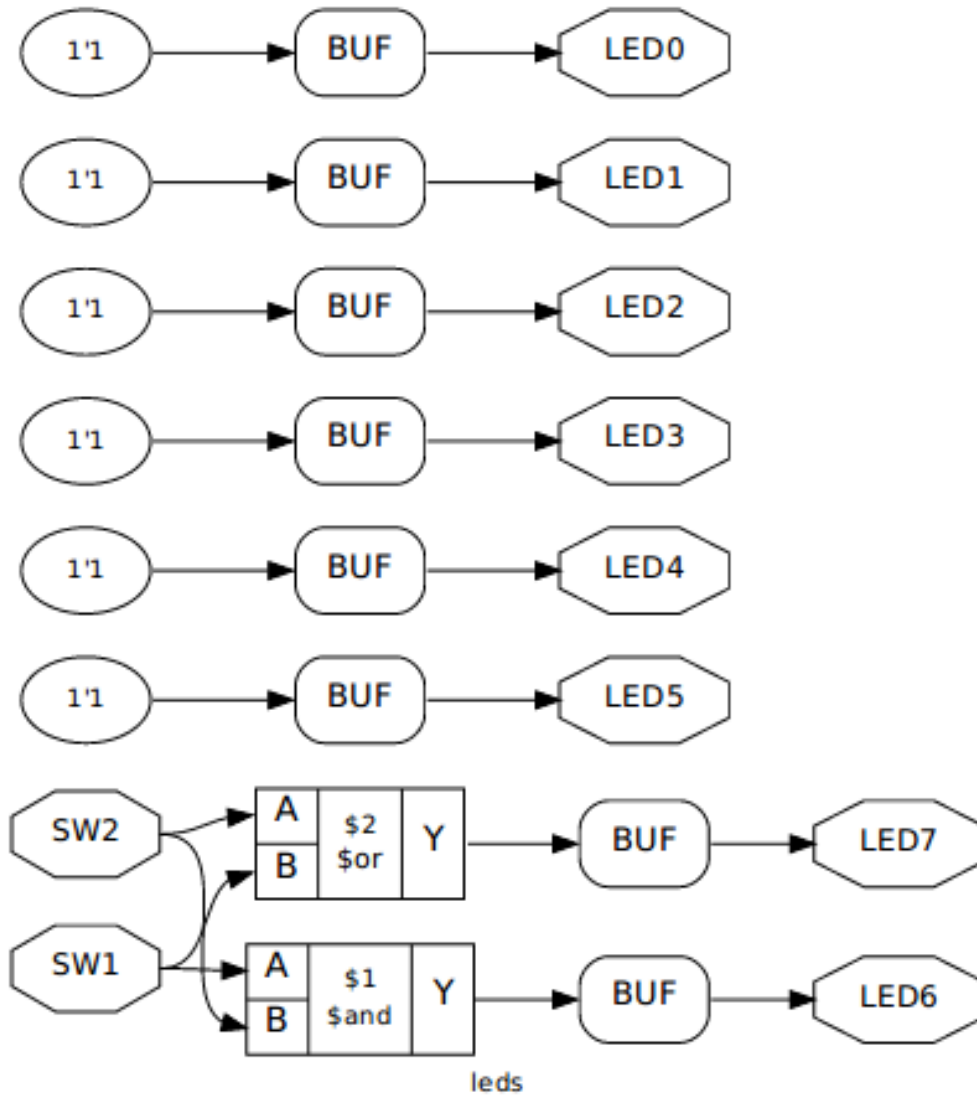 1'1 BUF LED0
1'1 BUF LED1
1'1 BUF LED2
1'1 BUF LED3
1'1 BUF LED4
1'1 BUF LED5
SW2 A B $2 $or Y BUF LED7
SW1 A B $1 $and Y BUF LED6
leds